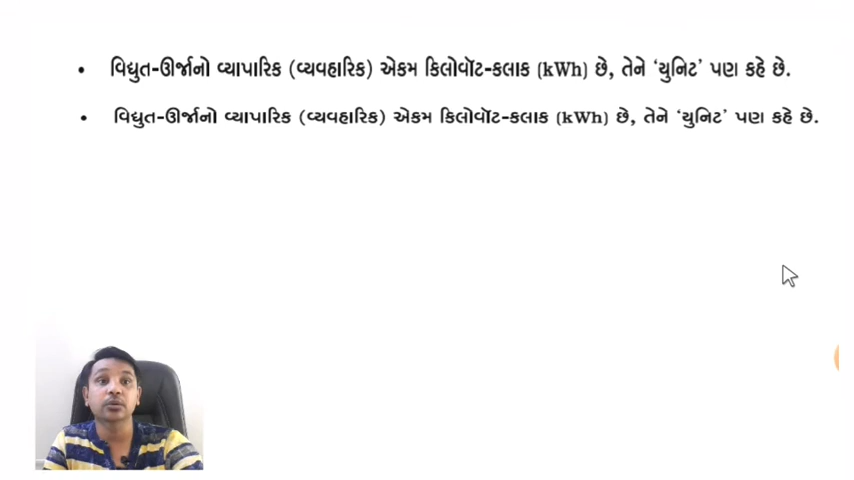 • વિદ્યુત-ઊર્જાનો વ્યાપારિક (વ્યવહારિક) એકમ કિલોવૉટ-કલાક (kWh) છે, તેને ‘યુનિટ’ પણ કહે છે.
• વિદ્યુત-ઊર્જાનો વ્યાપારિક (વ્યવહારિક) એકમ કિલોવૉટ-કલાક (kWh) છે, તેને ‘યુનિટ’ પણ કહે છે.